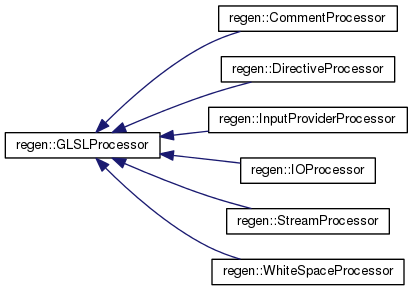 regen::CommentProcessor
regen::DirectiveProcessor
regen::InputProviderProcessor
regen::GLSLProcessor
regen::IOProcessor
regen::StreamProcessor
regen::WhiteSpaceProcessor